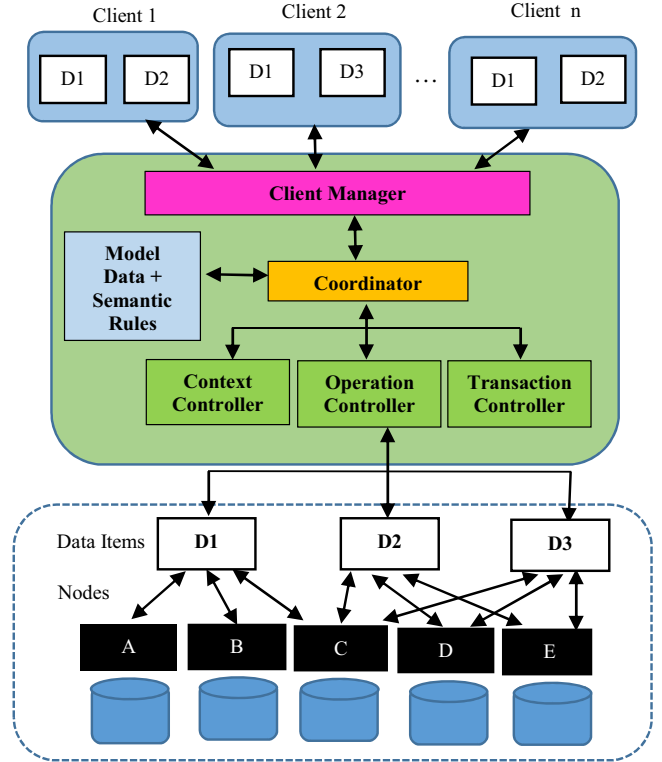 Client 1
Client 2
Client n
D1
D2
D1
D3
...
D1
D2
Client Manager
Model
Data +
Semantic
Rules
Coordinator
Context
Controller
Operation
Controller
Transaction
Controller
Data Items
D1
D2
D3
Nodes
A
B
C
D
E